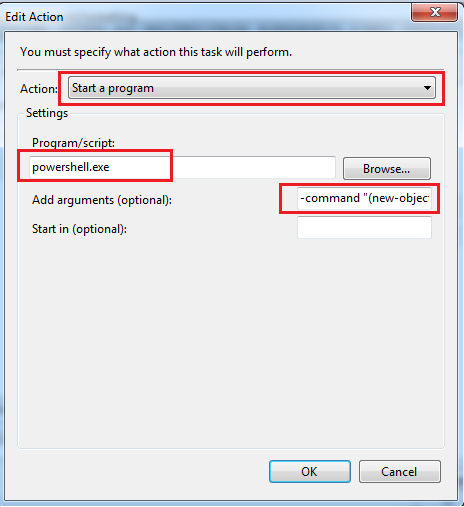 Edit Action
You must specify what action this task will perform.
Action: Start a program
Settings
Program/script:
powershell.exe Browse...
Add arguments (optional): -command "(new-object
Start in (optional):
OK Cancel